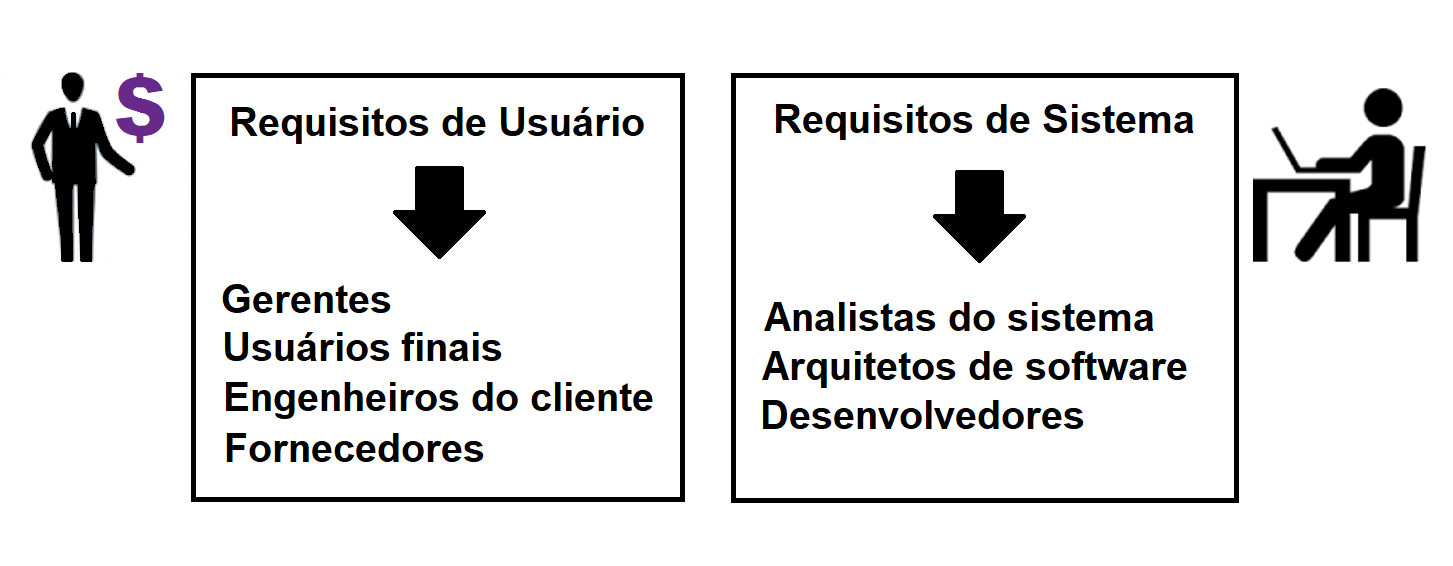 $
Requisitos de Usuário
Gerentes
Usuários finais
Engenheiros do cliente
Fornecedores
Requisitos de Sistema
Analistas do sistema
Arquitetos de software
Desenvolvedores